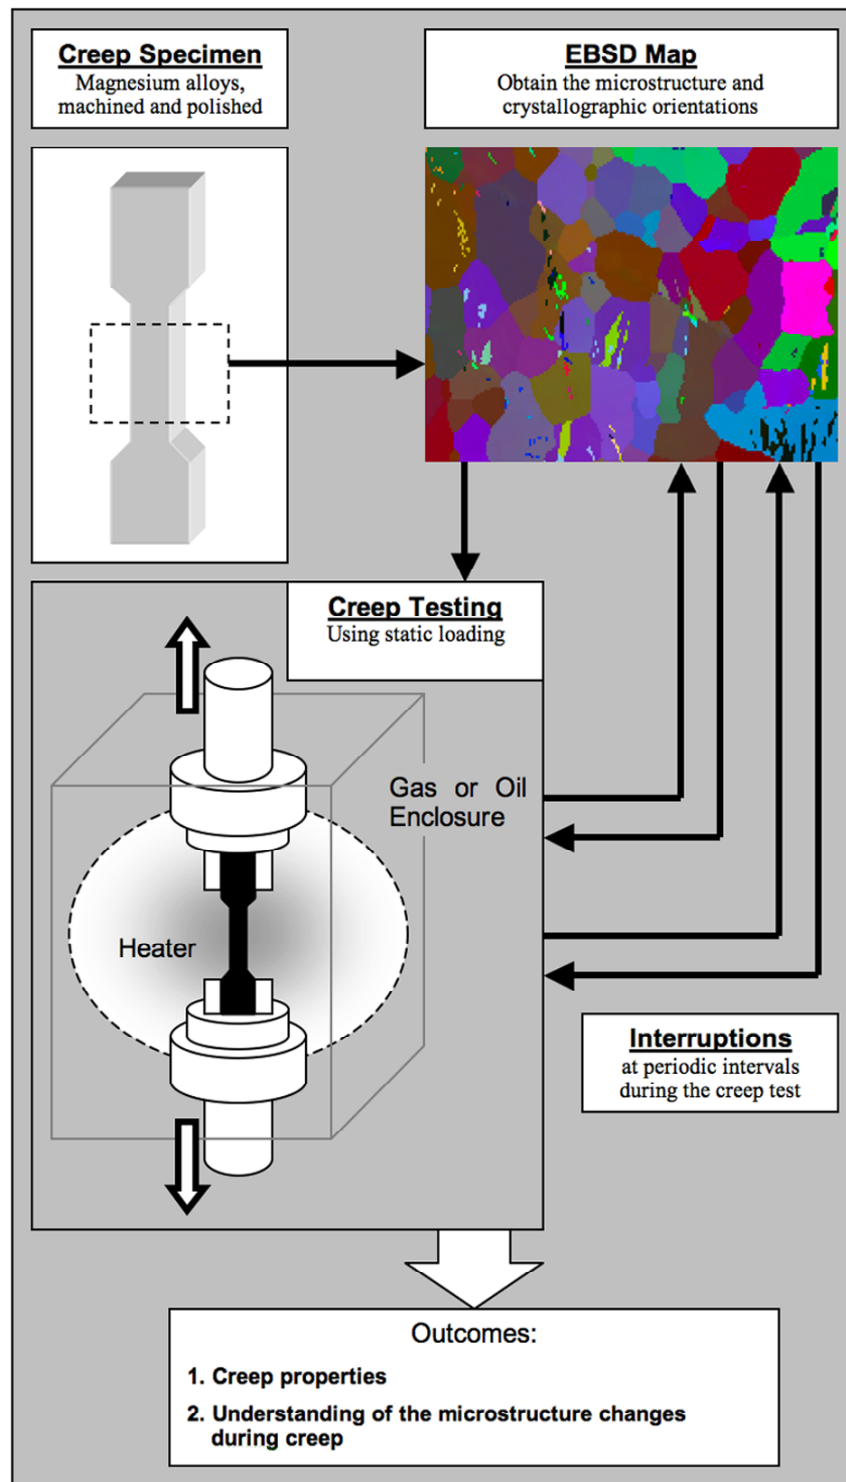 Creep Specimen
Magnesium alloys,
machined and polished
EBSD Map
Obtain the microstructure and
crystallographic orientations
Creep Testing
Using static loading
Gas or Oil
Enclosure
Heater
Interruptions
at periodic intervals
during the creep test
Outcomes:
1. Creep properties
2. Understanding of the microstructure changes
during creep